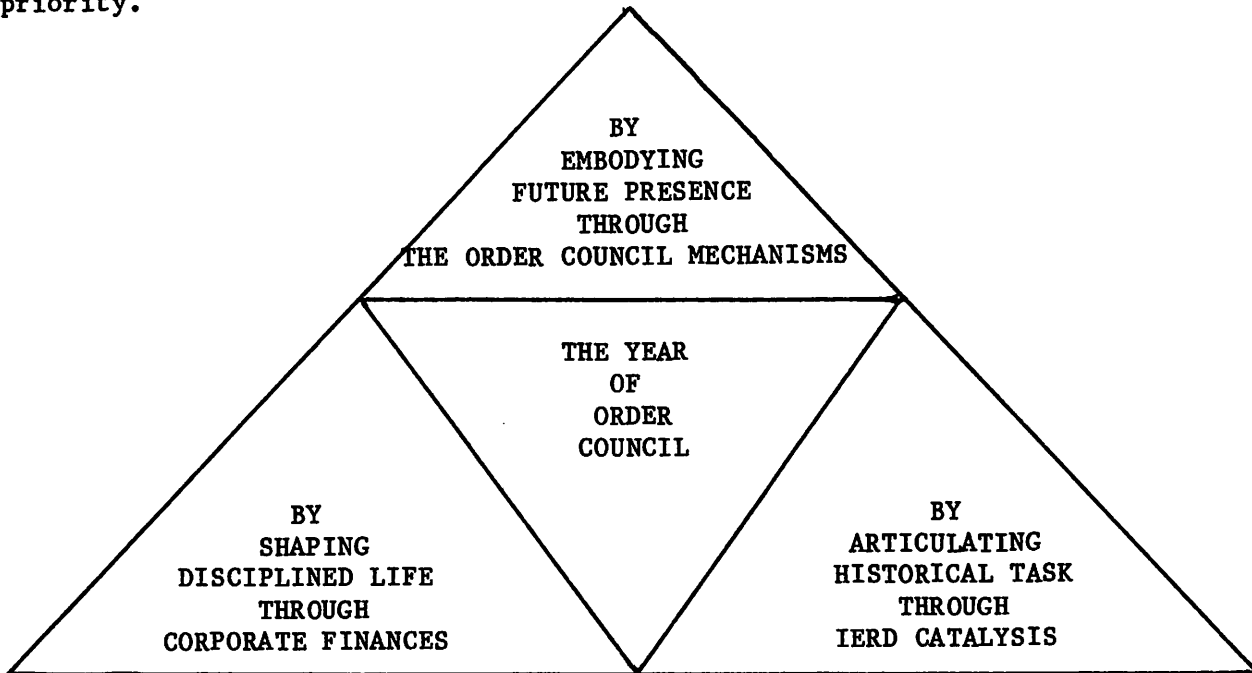 priority.
BY
EMBODYING
FUTURE PRESENCE
THROUGH
THE ORDER COUNCIL MECHANISMS
THE YEAR
OF
ORDER
COUNCIL
BY
SHAPING
DISCIPLINED LIFE
THROUGH
CORPORATE FINANCES
BY
ARTICULATING
HISTORICAL TASK
THROUGH
IERD CATALYSIS